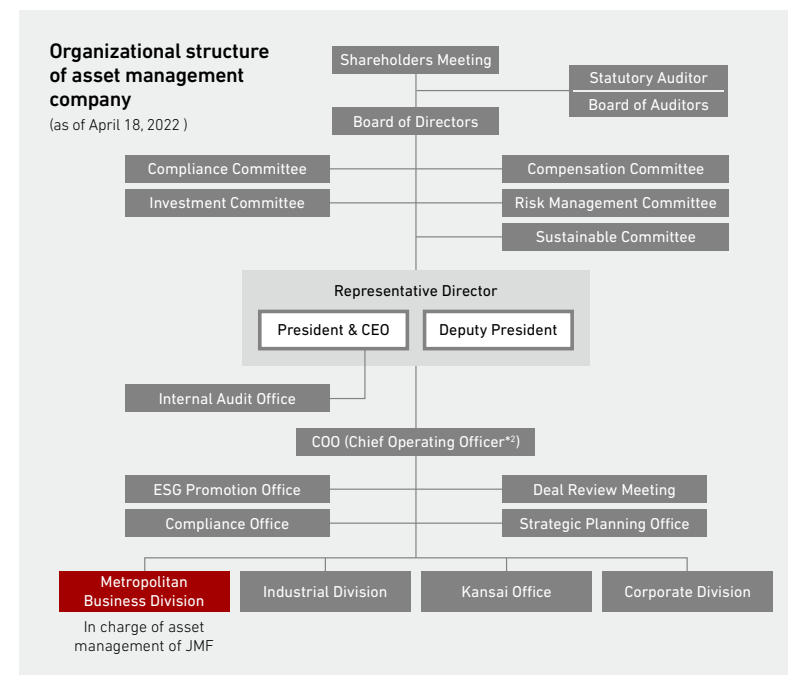 Organizational structure
of asset management
company
(as of April 18, 2022 )
Shareholders Meeting
Statutory Auditor
Board of Auditors
Board of Directors
Compliance Committee
Compensation Committee
Investment Committee
Risk Management Committee
Sustainable Committee
Representative Director
President & CEO
Deputy President
Internal Audit Office
COO (Chief Operating Officer*2)
ESG Promotion Office
Deal Review Meeting
Compliance Office
Strategic Planning Office
Metropolitan
Business Division
Industrial Division
Kansai Office
Corporate Division
In charge of asset
management of JMF